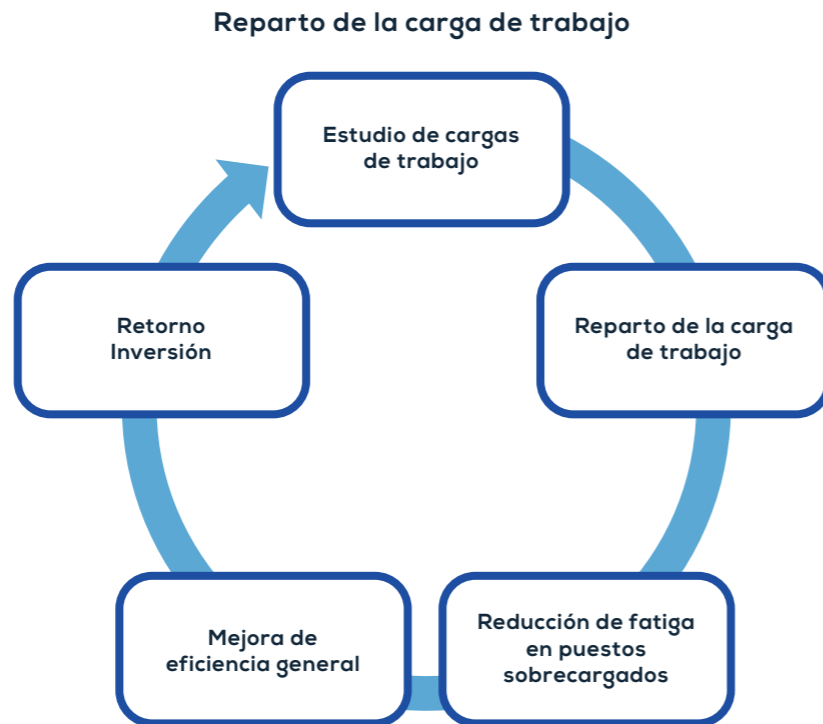 Reparto de la carga de trabajo
Estudio de cargas
de trabajo
Reparto de la carga
de trabajo
Reducción de fatiga
en puestos
sobrecargados
Mejora de
eficiencia general
Retorno
Inversión